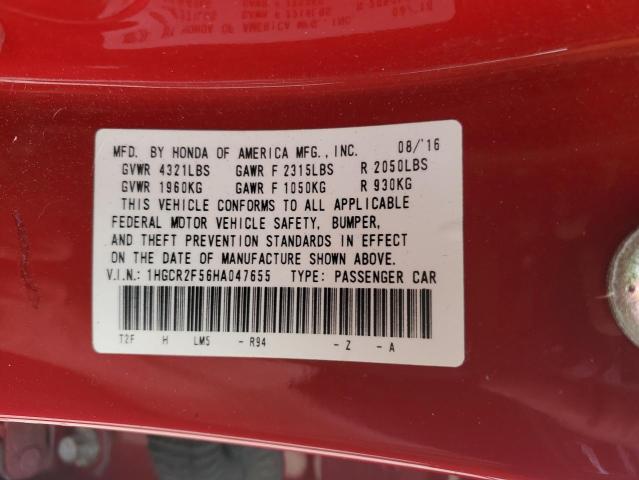 MFD. BY HONDA OF AMERICA MFG., INC. 08/'16
GVWR 4321LBS GAWR F 2315LBS R 2050LBS
GVWR 1960KG GAWR F 1050KG R 930KG
THIS VEHICLE CONFORMS TO ALL APPLICABLE
FEDERAL MOTOR VEHICLE SAFETY, BUMPER,
AND THEFT PREVENTION STANDARDS IN EFFECT
ON THE DATE OF MANUFACTURE SHOWN ABOVE.
V.I.N.: 1HGCR2F56HA047655 TYPE: PASSENGER CAR
T2F H LM5 - R94 - Z - A